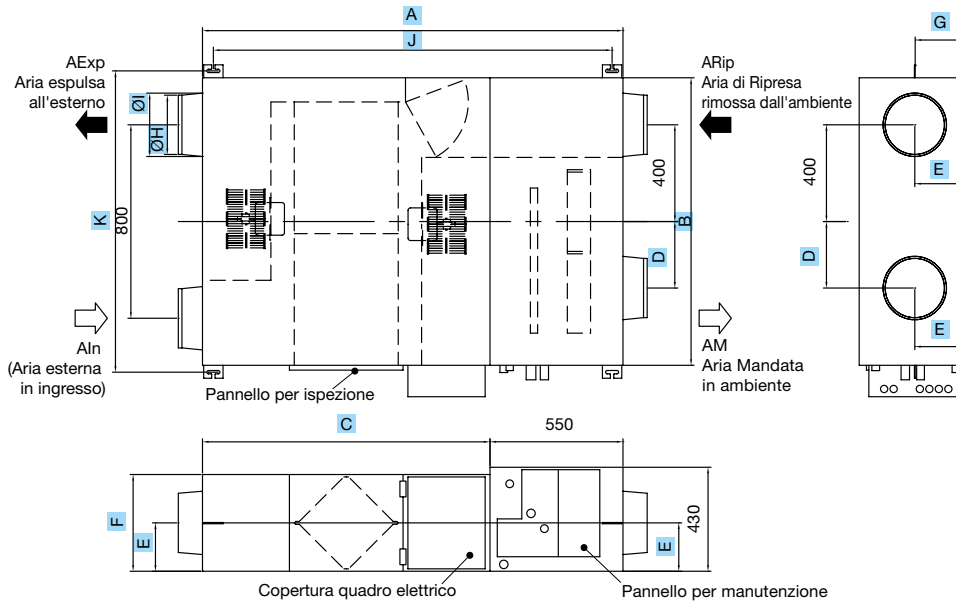 A
J
G
AExp
Aria espulsa
all'esterno
ARip
Aria di Ripresa
rimossa dall'ambiente
ØI
ØH
K
800
400
B
D
400
E
D
E
AIn
(Aria esterna
in ingresso)
AM
Aria Mandata
in ambiente
Pannello per ispezione
C
550
F
E
E
430
Copertura quadro elettrico
Pannello per manutenzione